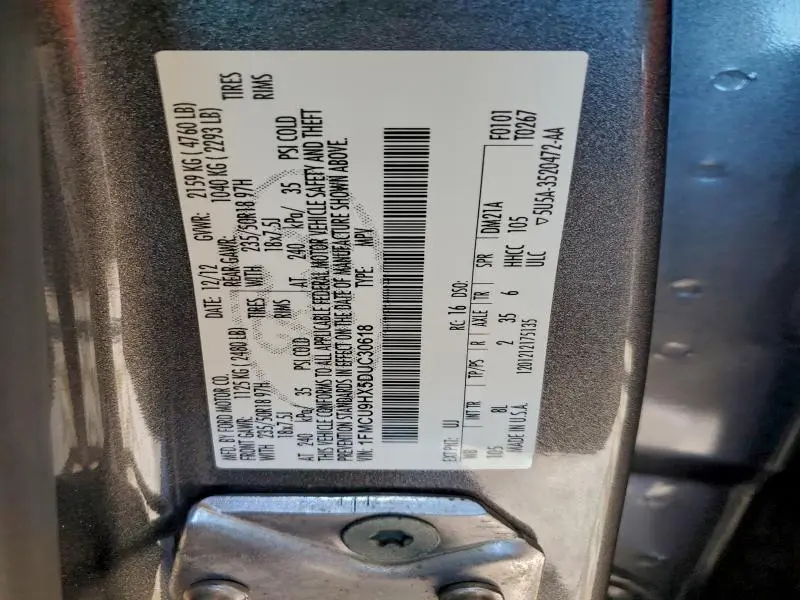 MFD. BY FORD MOTOR CO.
DATE: 12/12 GVWR: 2159 KG ( 4760 LB)
FRONT GAWR: 1125 KG (2480 LB) REAR GAWR: 1040 KG ( 2293 LB)
WITH 235/50R18 97H TIRES WITH 235/50R18 97H TIRES
18x7.5J RIMS 18x7.5J RIMS
AT 240 kPa/ 35 PSI COLD AT 240 kPa/ 35 PSI COLD
THIS VEHICLE CONFORMS TO ALL APPLICABLE FEDERAL MOTOR VEHICLE SAFETY AND THEFT
PREVENTION STANDARDS IN EFFECT ON THE DATE OF MANUFACTURE SHOWN ABOVE.
VIN: 1FMCU9HX5DUC30618 TYPE: MPV
F0101
T0267
EXT PNT: UJ RC: 16 DSO:
WB INT TR TP/PS R AXLE TR SPR DM21A
105 8L 2 35 6 HHCC 105
MADE IN U.S.A. 120121217513S ULC ▽5U5A-3520472-AA